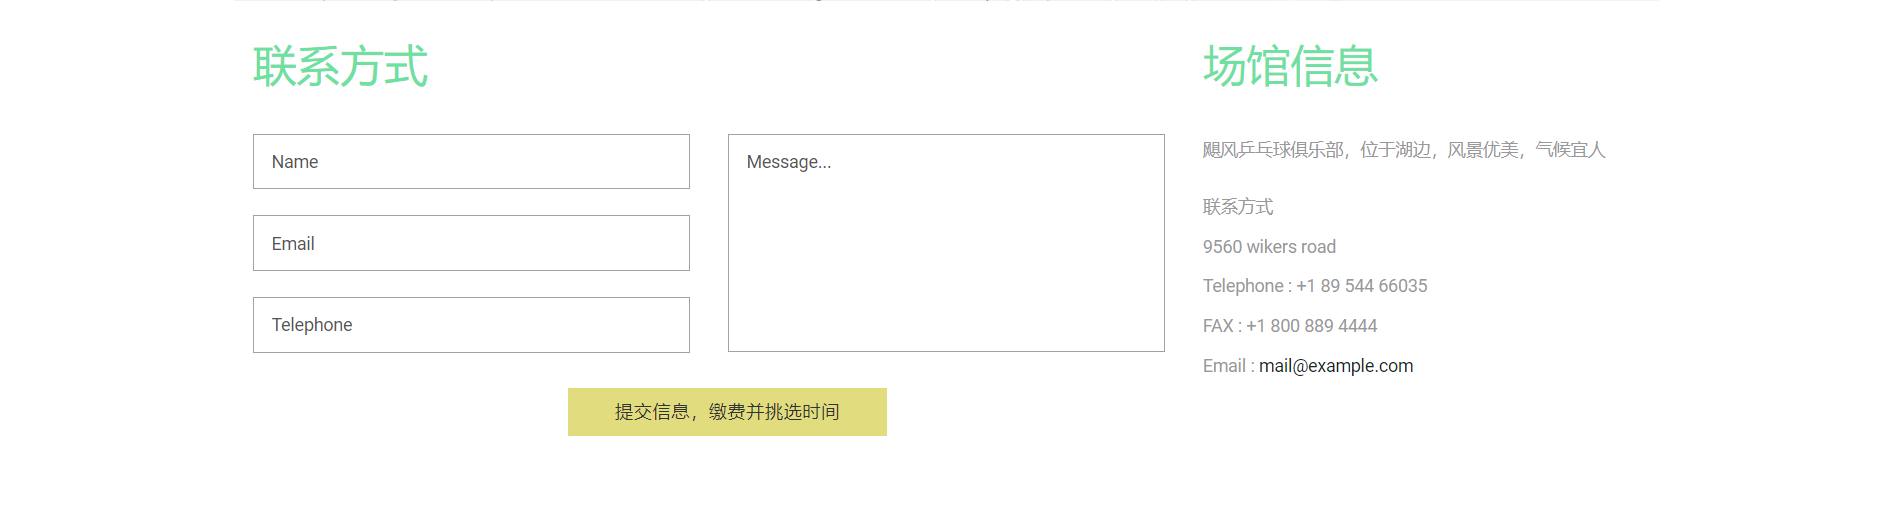 联系方式
Name
Email
Telephone
Message...
提交信息，缴费并挑选时间
场馆信息
飓风乒乓球俱乐部，位于湖边，风景优美，气候宜人
联系方式
9560 wikers road
Telephone : +1 89 544 66035
FAX : +1 800 889 4444
Email : mail@example.com